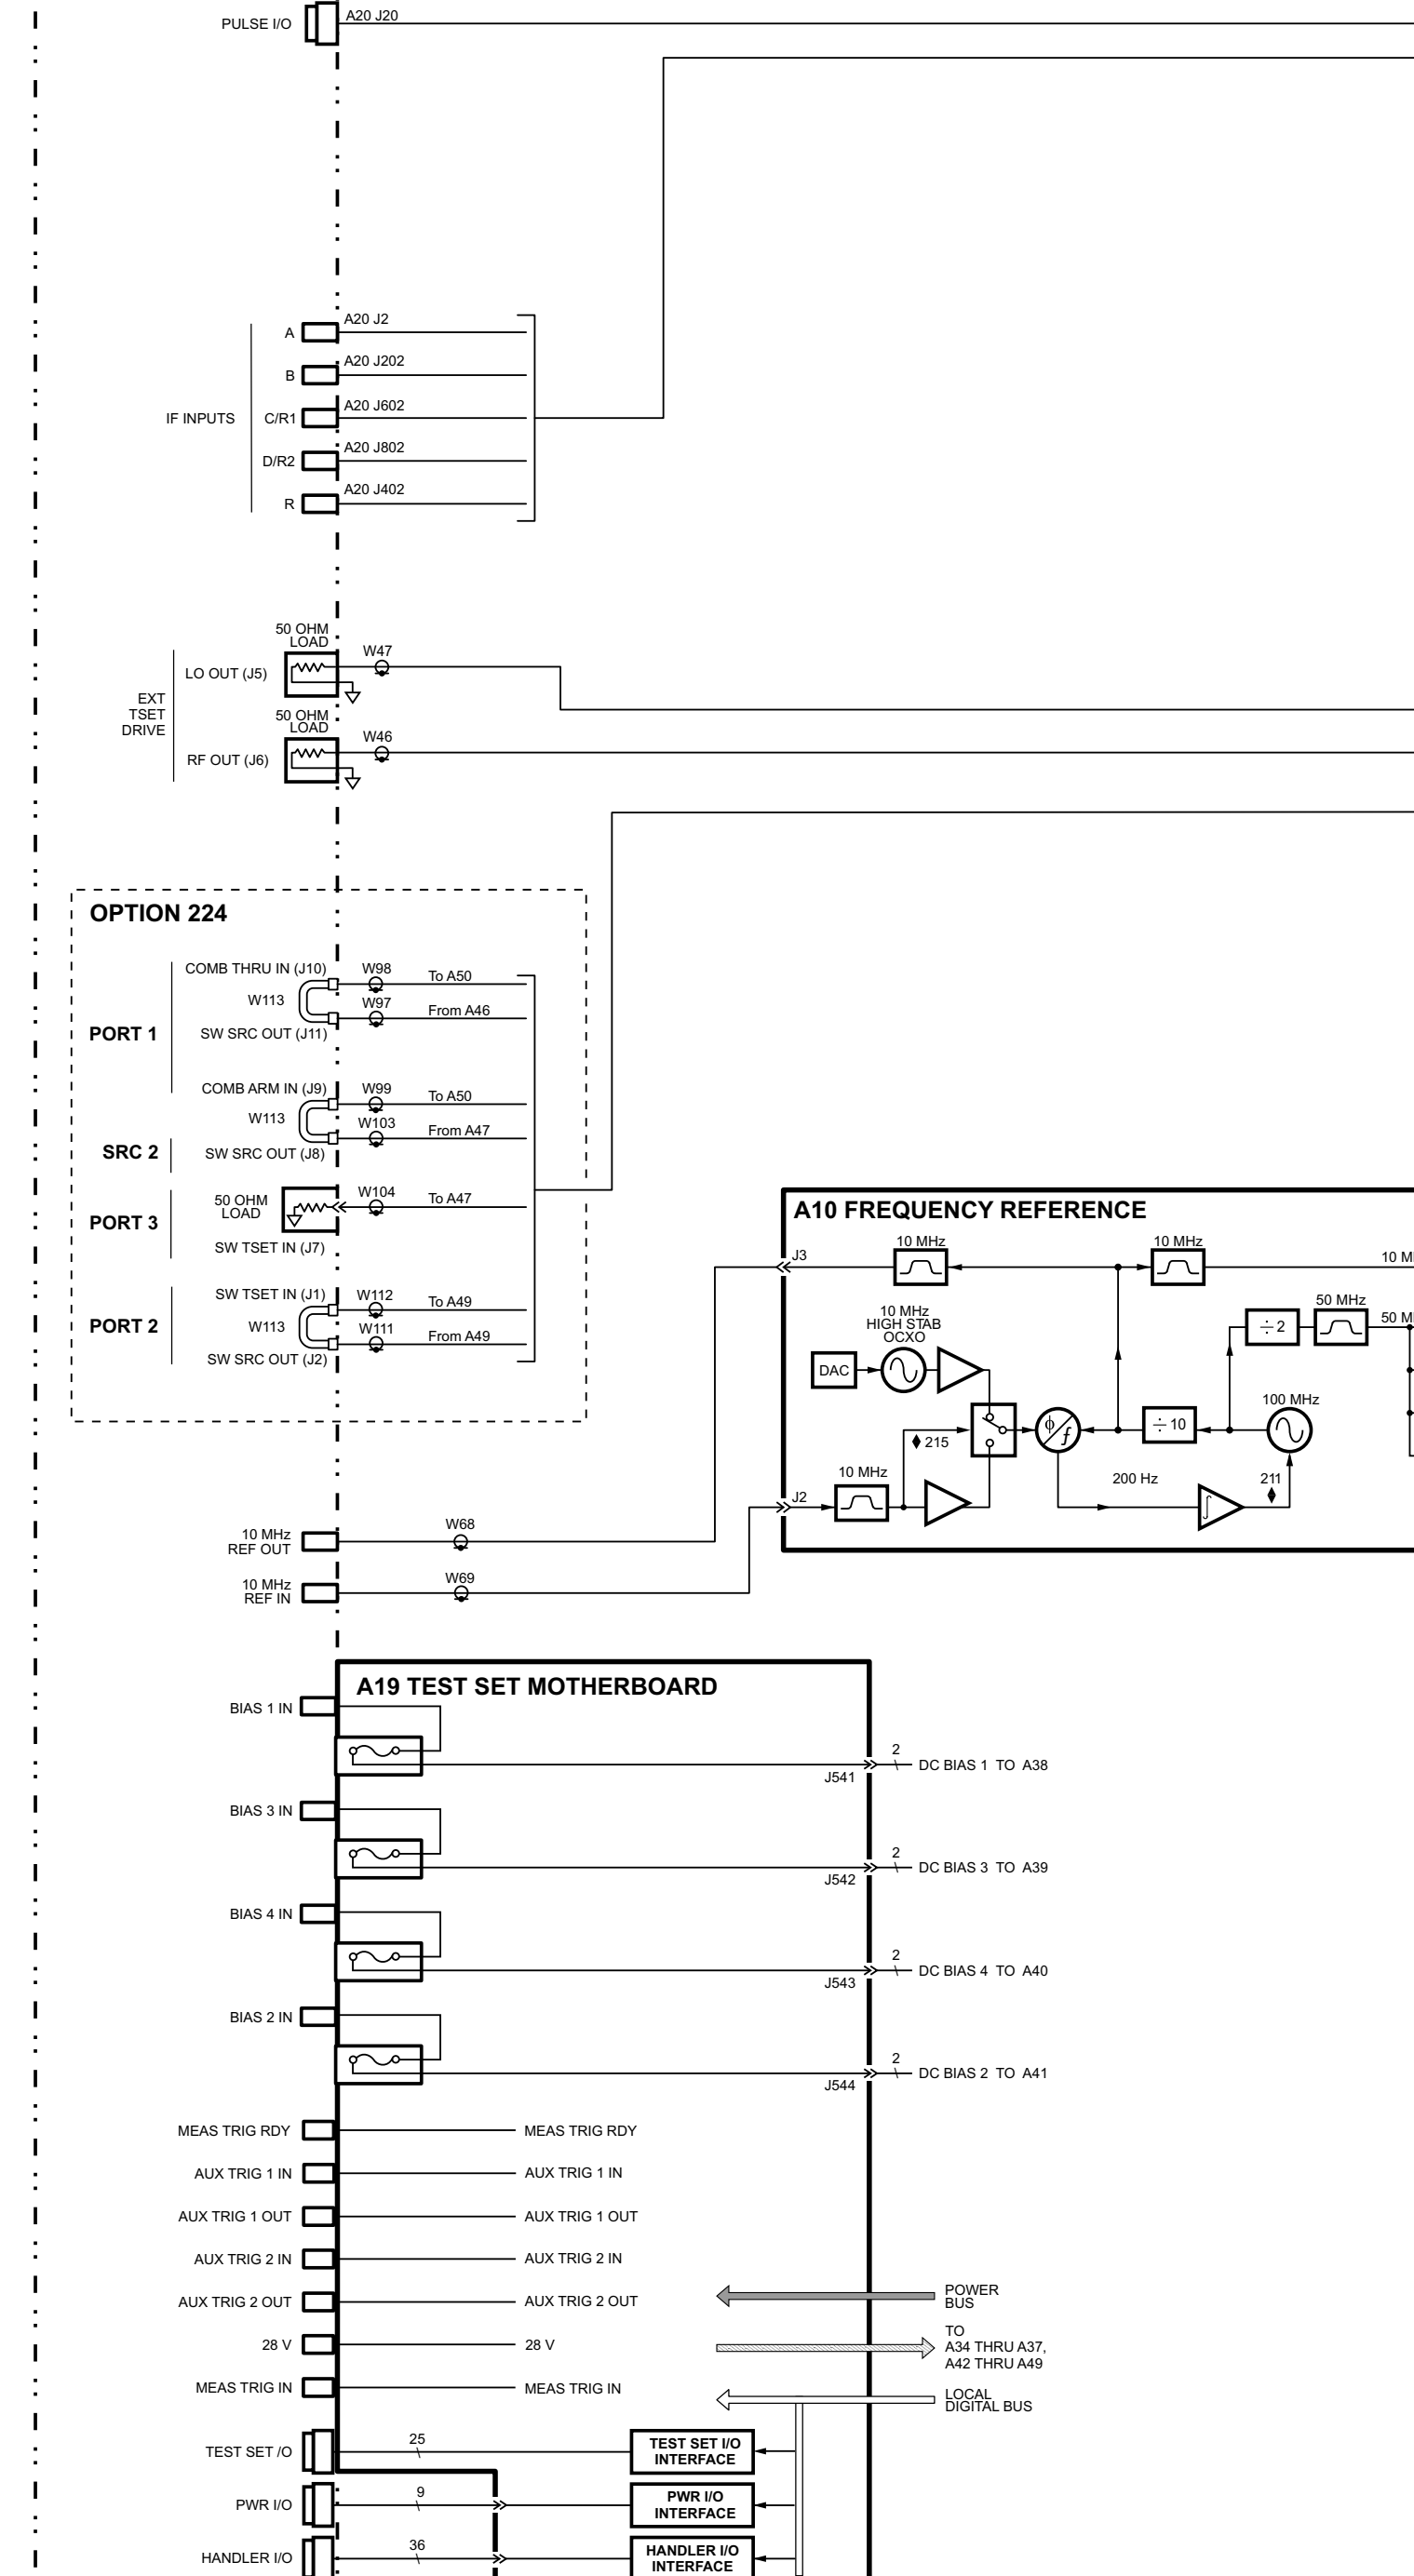 PULSE I/O
A20 J20
IF INPUTS
A
A20 J2
B
A20 J202
C/R1
A20 J602
D/R2
A20 J802
R
A20 J402
EXT
TSET
DRIVE
50 OHM
LOAD
LO OUT (J5)
W47
50 OHM
LOAD
RF OUT (J6)
W46
OPTION 224
PORT 1
COMB THRU IN (J10)
W113
SW SRC OUT (J11)
W98
To A50
W97
From A46
COMB ARM IN (J9)
W113
SRC 2
SW SRC OUT (J8)
W99
To A50
W103
From A47
PORT 3
50 OHM
LOAD
SW TSET IN (J7)
W104
To A47
PORT 2
SW TSET IN (J1)
W113
SW SRC OUT (J2)
W112
To A49
W111
From A49
A10 FREQUENCY REFERENCE
J3
10 MHz
10 MHz
10 M
10 MHz
HIGH STAB
OCXO
DAC
÷ 2
50 MHz
50 M
215
ϕ
f
÷ 10
100 MHz
J2
10 MHz
200 Hz
∫
211
10 MHz
REF OUT
W68
10 MHz
REF IN
W69
A19 TEST SET MOTHERBOARD
BIAS 1 IN
J541
2
DC BIAS 1 TO A38
BIAS 3 IN
J542
2
DC BIAS 3 TO A39
BIAS 4 IN
J543
2
DC BIAS 4 TO A40
BIAS 2 IN
J544
2
DC BIAS 2 TO A41
MEAS TRIG RDY
MEAS TRIG RDY
AUX TRIG 1 IN
AUX TRIG 1 IN
AUX TRIG 1 OUT
AUX TRIG 1 OUT
AUX TRIG 2 IN
AUX TRIG 2 IN
AUX TRIG 2 OUT
AUX TRIG 2 OUT
POWER
BUS
28 V
28 V
TO
A34 THRU A37,
A42 THRU A49
MEAS TRIG IN
MEAS TRIG IN
LOCAL
DIGITAL BUS
TEST SET /O
25
TEST SET I/O
INTERFACE
PWR I/O
9
PWR I/O
INTERFACE
HANDLER I/O
36
HANDLER I/O
INTERFACE